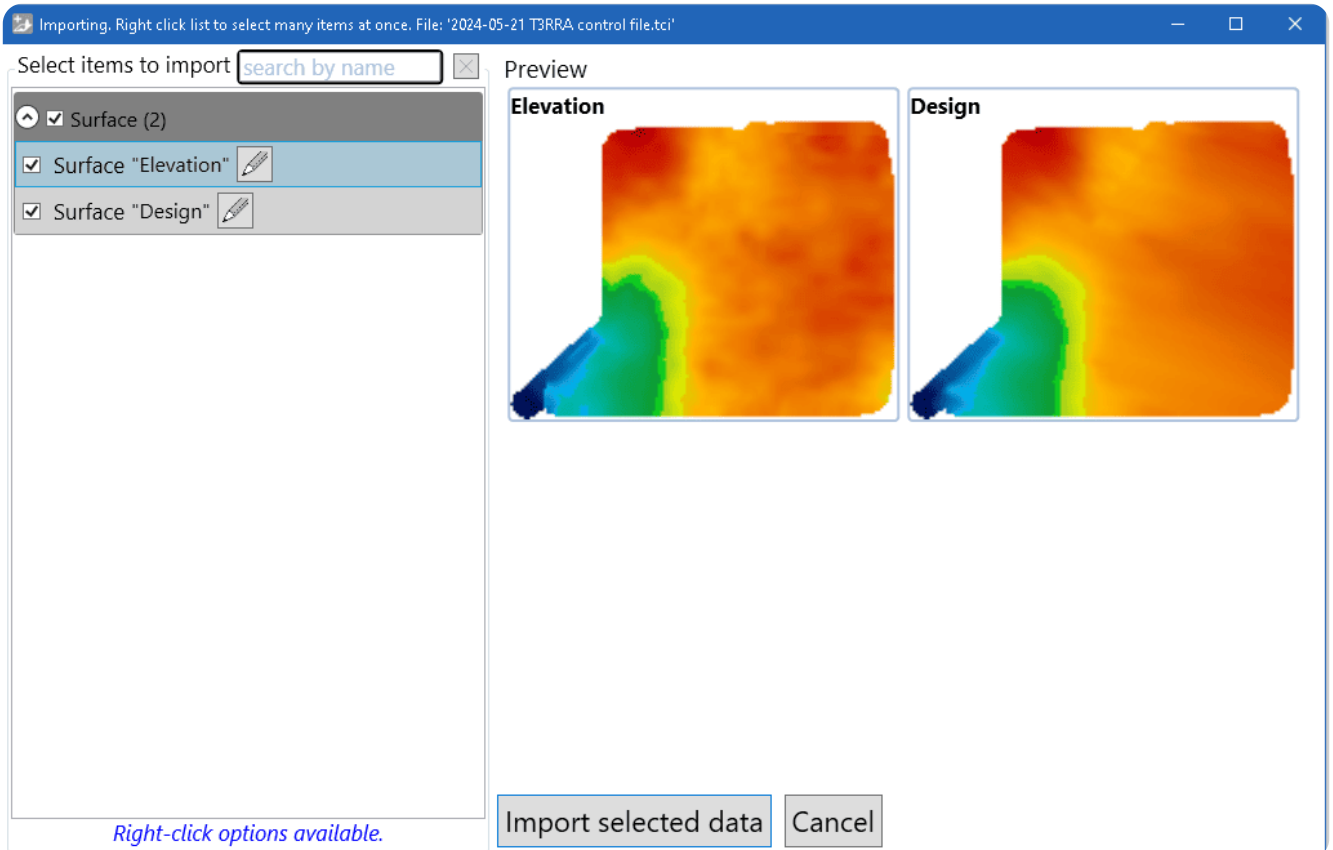 Importing. Right click list to select many items at once. File: '2024-05-21 T3RRA control file.tci'
Select items to import
search by name
Surface (2)
Surface "Elevation"
Surface "Design"
Right-click options available.
Preview
Elevation
Design
Import selected data
Cancel